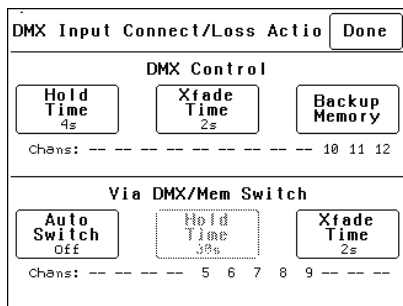 DMX Input Connect/Loss Actio Done
DMX Control
Hold Time 4s
Xfade Time 2s
Backup Memory
Chans: -- -- -- -- -- -- -- -- -- 10 11 12
Via DMX/Mem Switch
Auto Switch Off
Hold Time 30s
Xfade Time 2s
Chans: -- -- -- -- 5 6 7 8 9 -- -- --